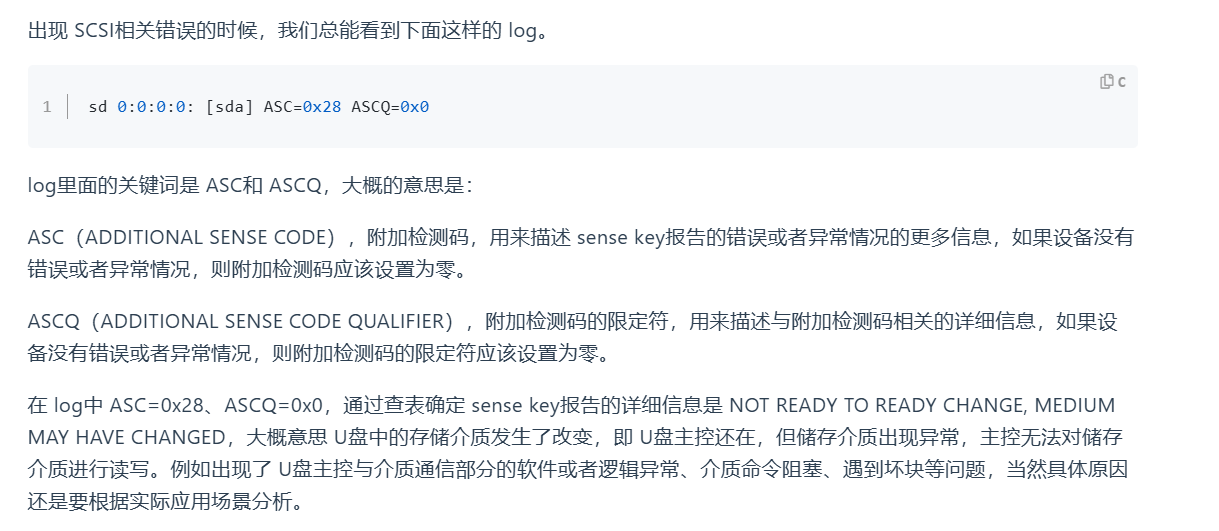 出现 SCSI相关错误的时候，我们总能看到下面这样的 log。
C
1 sd 0:0:0:0: [sda] ASC=0x28 ASCQ=0x0
log里面的关键词是 ASC和 ASCQ，大概的意思是：
ASC（ADDITIONAL SENSE CODE），附加检测码，用来描述 sense key报告的错误或者异常情况的更多信息，如果设备没有
错误或者异常情况，则附加检测码应该设置为零。
ASCQ（ADDITIONAL SENSE CODE QUALIFIER），附加检测码的限定符，用来描述与附加检测码相关的详细信息，如果设
备没有错误或者异常情况，则附加检测码的限定符应该设置为零。
在 log中 ASC=0x28、ASCQ=0x0，通过查表确定 sense key报告的详细信息是 NOT READY TO READY CHANGE, MEDIUM
MAY HAVE CHANGED，大概意思 U盘中的存储介质发生了改变，即 U盘主控还在，但储存介质出现异常，主控无法对储存
介质进行读写。例如出现了 U盘主控与介质通信部分的软件或者逻辑异常、介质命令阻塞、遇到坏块等问题，当然具体原因
还是要根据实际应用场景分析。